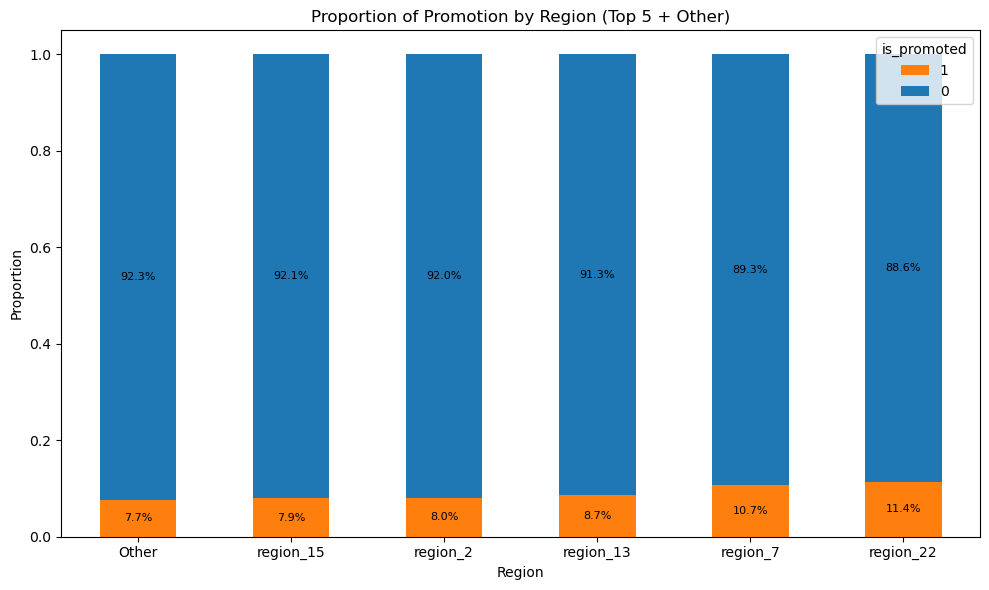 Proportion of Promotion by Region (Top 5 + Other)
is_promoted
1
0
1.0
0.8
0.6
0.4
0.2
0.0
Proportion
92.3%
92.1%
92.0%
91.3%
89.3%
88.6%
7.7%
7.9%
8.0%
8.7%
10.7%
11.4%
Other
region_15
region_2
region_13
region_7
region_22
Region